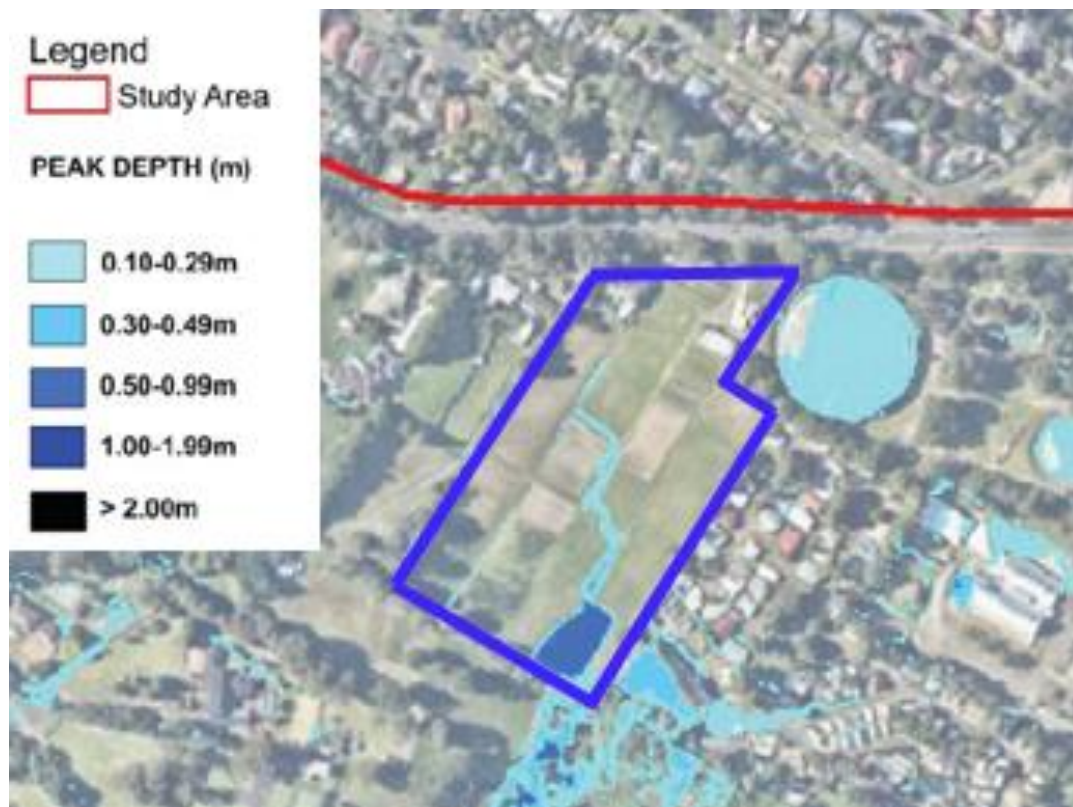 Legend
Study Area
PEAK DEPTH (m)
0.10-0.29m
0.30-0.49m
0.50-0.99m
1.00-1.99m
> 2.00m